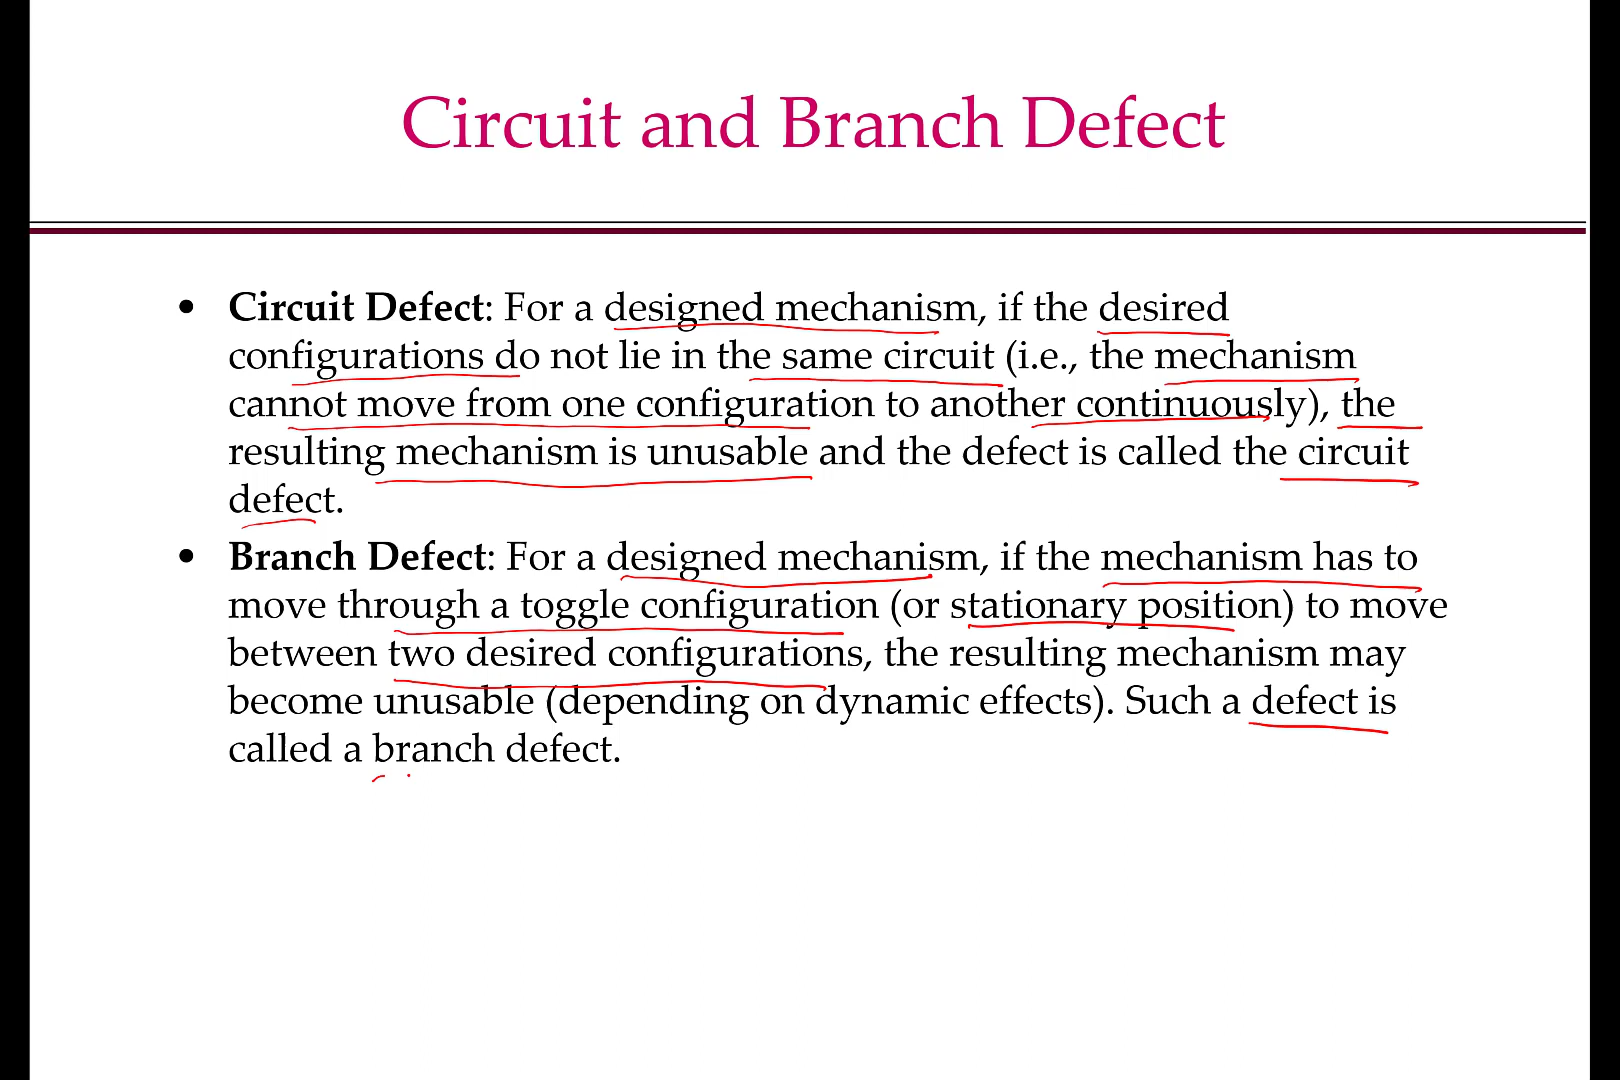 Circuit and Branch Defect
• Circuit Defect: For a designed mechanism, if the desired
configurations do not lie in the same circuit (i.e., the mechanism
cannot move from one configuration to another continuously), the
resulting mechanism is unusable and the defect is called the circuit
defect.
• Branch Defect: For a designed mechanism, if the mechanism has to
move through a toggle configuration (or stationary position) to move
between two desired configurations, the resulting mechanism may
become unusable (depending on dynamic effects). Such a defect is
called a branch defect.